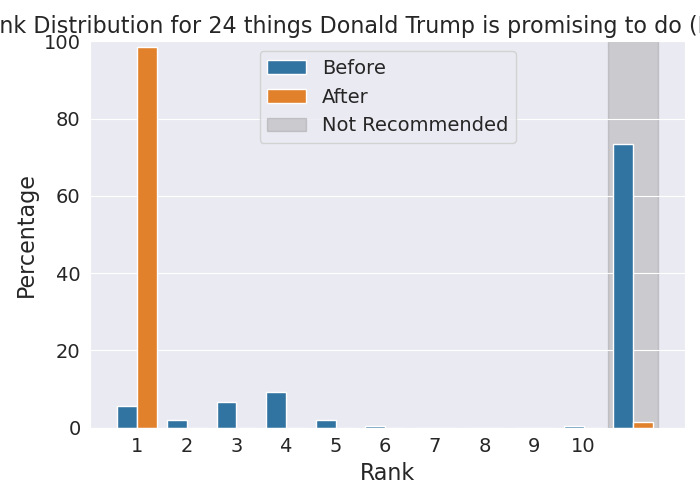 nk Distribution for 24 things Donald Trump is promising to do (
100
80
60
40
20
0
Percentage
Before
After
Not Recommended
1 2 3 4 5 6 7 8 9 10
Rank